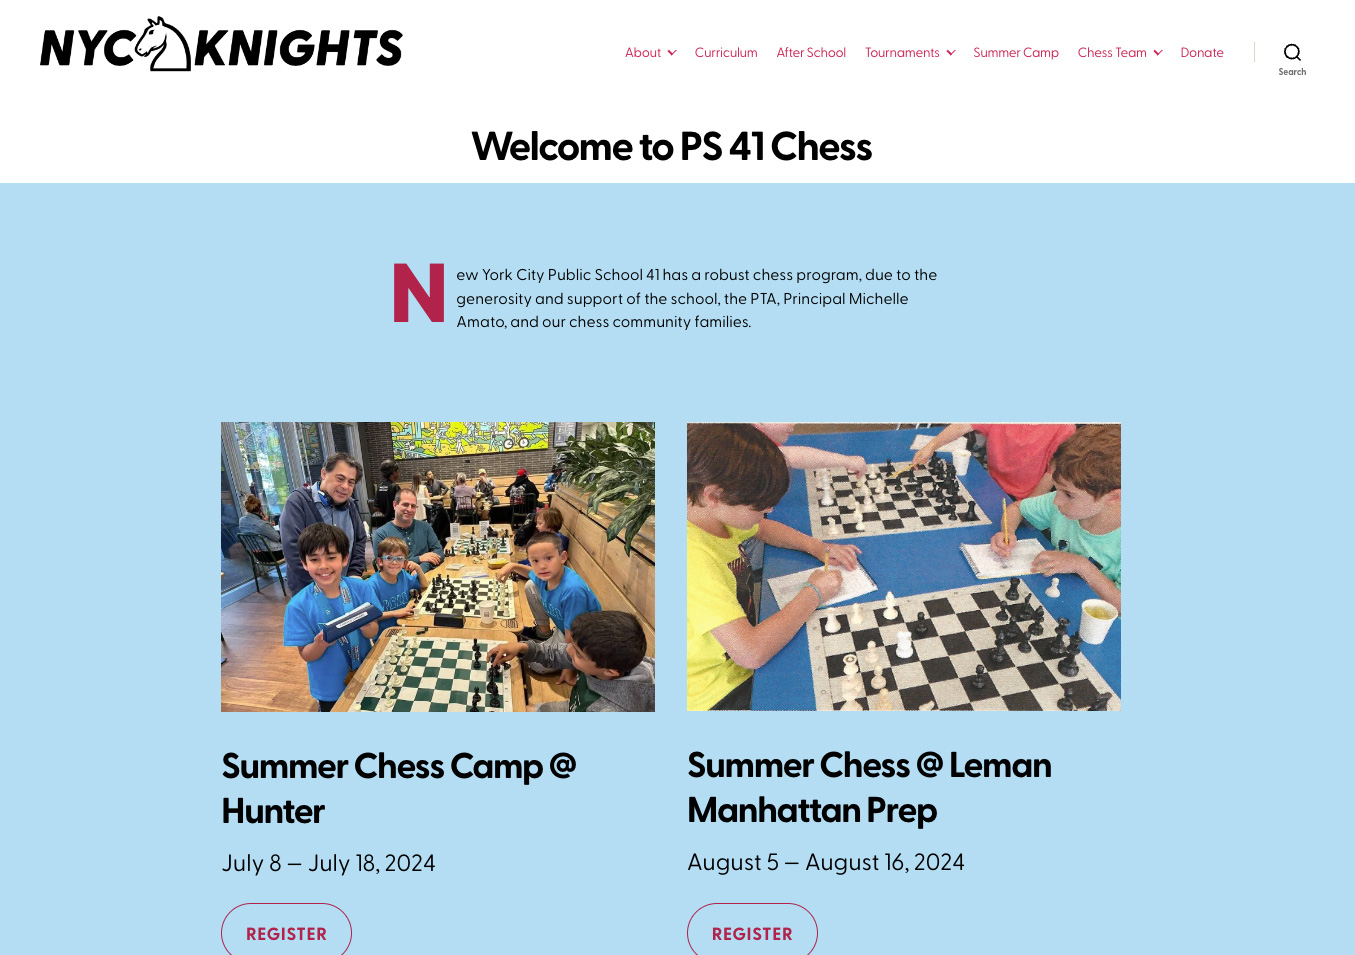 NYC KNIGHTS
About
Curriculum
After School
Tournaments
Summer Camp
Chess Team
Donate
Search
Welcome to PS 41 Chess
New York City Public School 41 has a robust chess program, due to the
generosity and support of the school, the PTA, Principal Michelle
Amato, and our chess community families.
Summer Chess Camp @
Hunter
July 8 – July 18, 2024
REGISTER
Summer Chess @ Leman
Manhattan Prep
August 5 – August 16, 2024
REGISTER